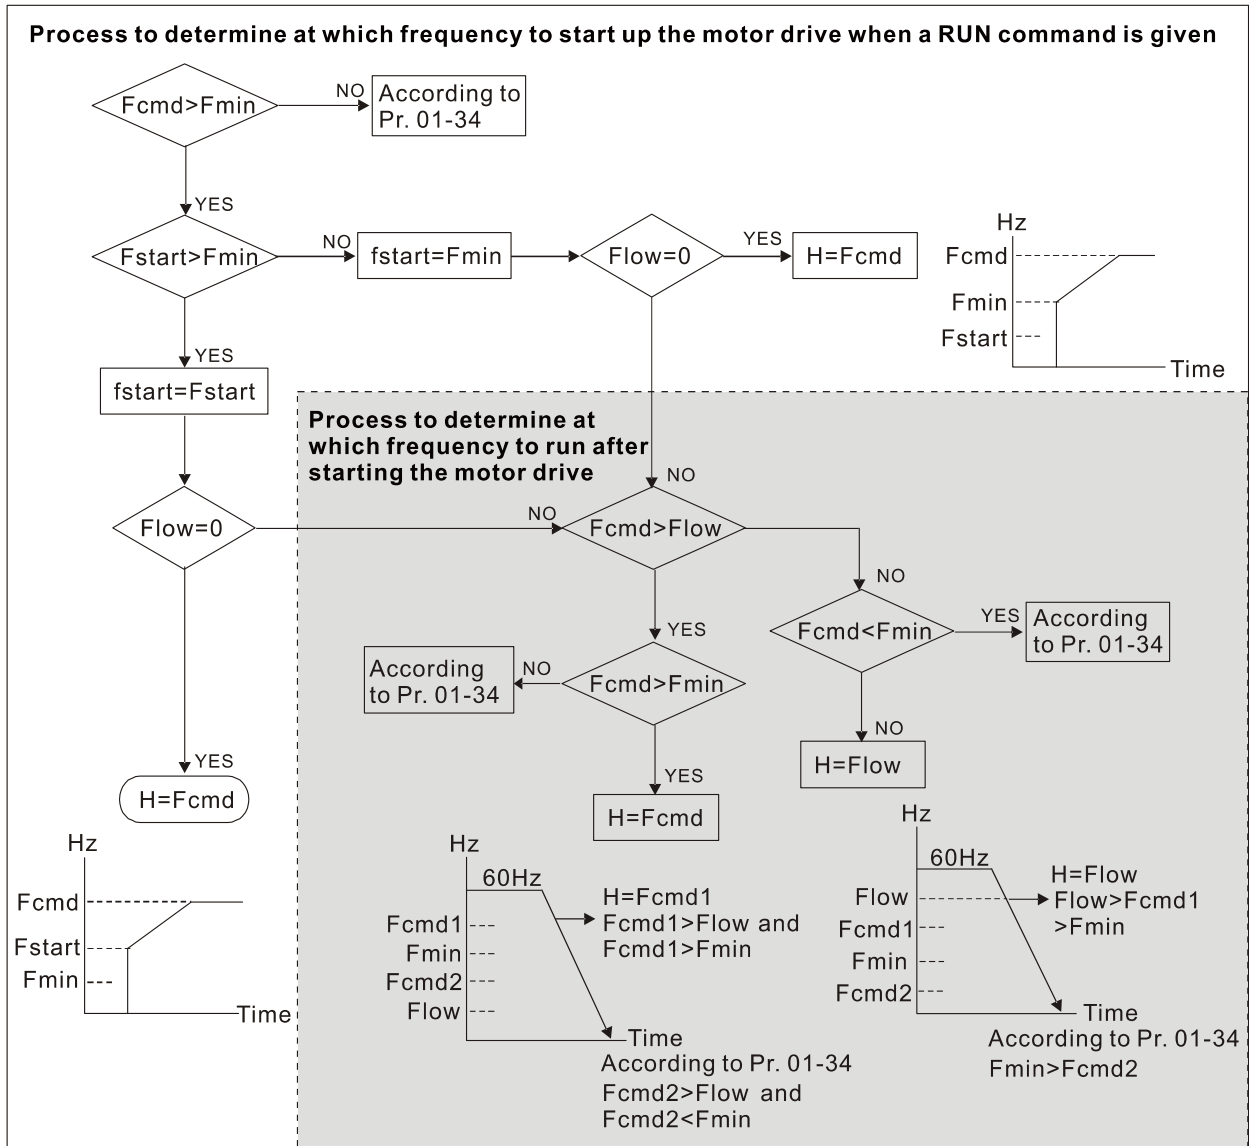 Process to determine at which frequency to start up the motor drive when a RUN command is given
Fcmd>Fmin
NO
According to
Pr. 01-34
YES
Fstart>Fmin
NO
fstart=Fmin
Flow=0
YES
H=Fcmd
Hz
Fcmd
Fmin
Fstart
Time
YES
fstart=Fstart
Process to determine at
which frequency to run after
starting the motor drive
NO
Flow=0
NO
Fcmd>Flow
NO
Fcmd<Fmin
YES
According
to Pr. 01-34
YES
According
to Pr. 01-34
NO
Fcmd>Fmin
NO
H=Flow
YES
H=Fcmd
YES
H=Fcmd
Hz
Fcmd
Fstart
Fmin
Time
Hz
60Hz
Fcmd1
Fmin
Fcmd2
Flow
H=Fcmd1
Fcmd1>Flow and
Fcmd1>Fmin
Time
According to Pr. 01-34
Fcmd2>Flow and
Fcmd2<Fmin
Hz
60Hz
Flow
Fcmd1
Fmin
Fcmd2
H=Flow
Flow>Fcmd1
>Fmin
Time
According to Pr. 01-34
Fmin>Fcmd2